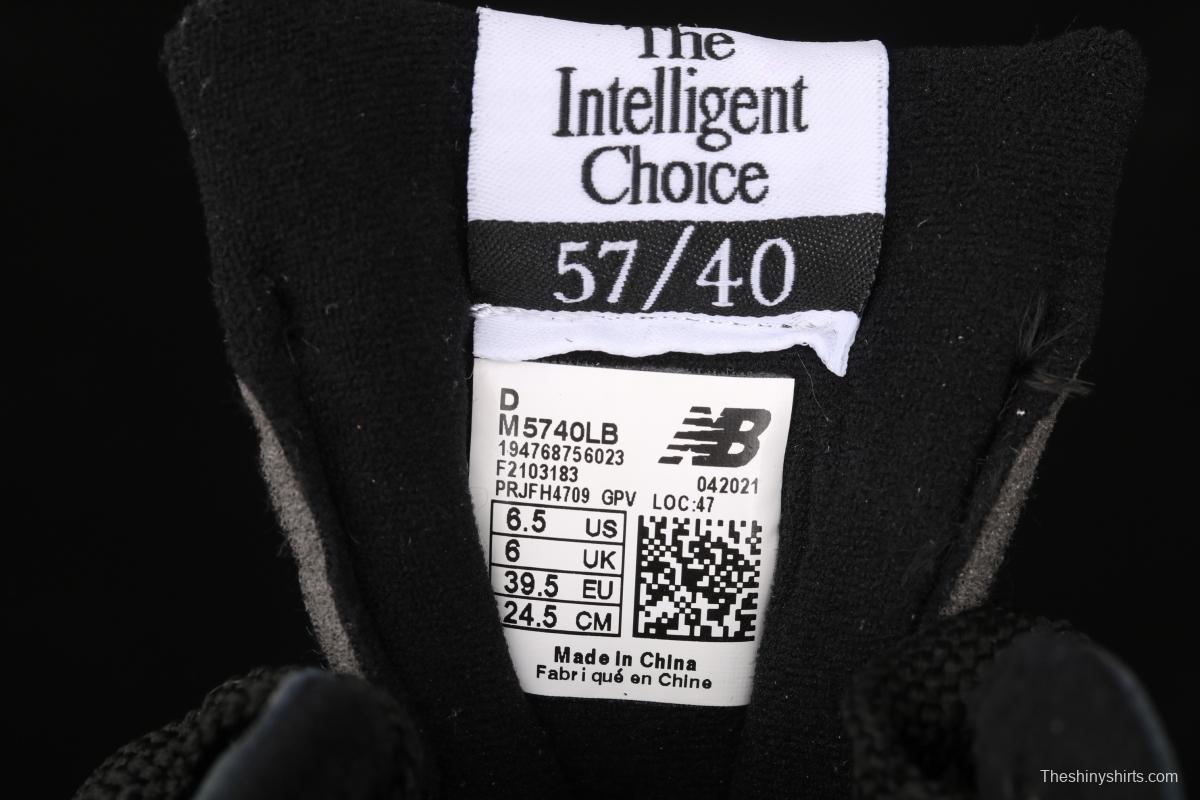 The
Intelligent
Choice
57/40
D
M5740LB
NB
194768756023
F2103183
042021
PRJFH4709 GPV LOC:47
6.5 US
6 UK
39.5 EU
24.5 CM
Made In China
Fabriqué en Chine
Theshinyshirts.com